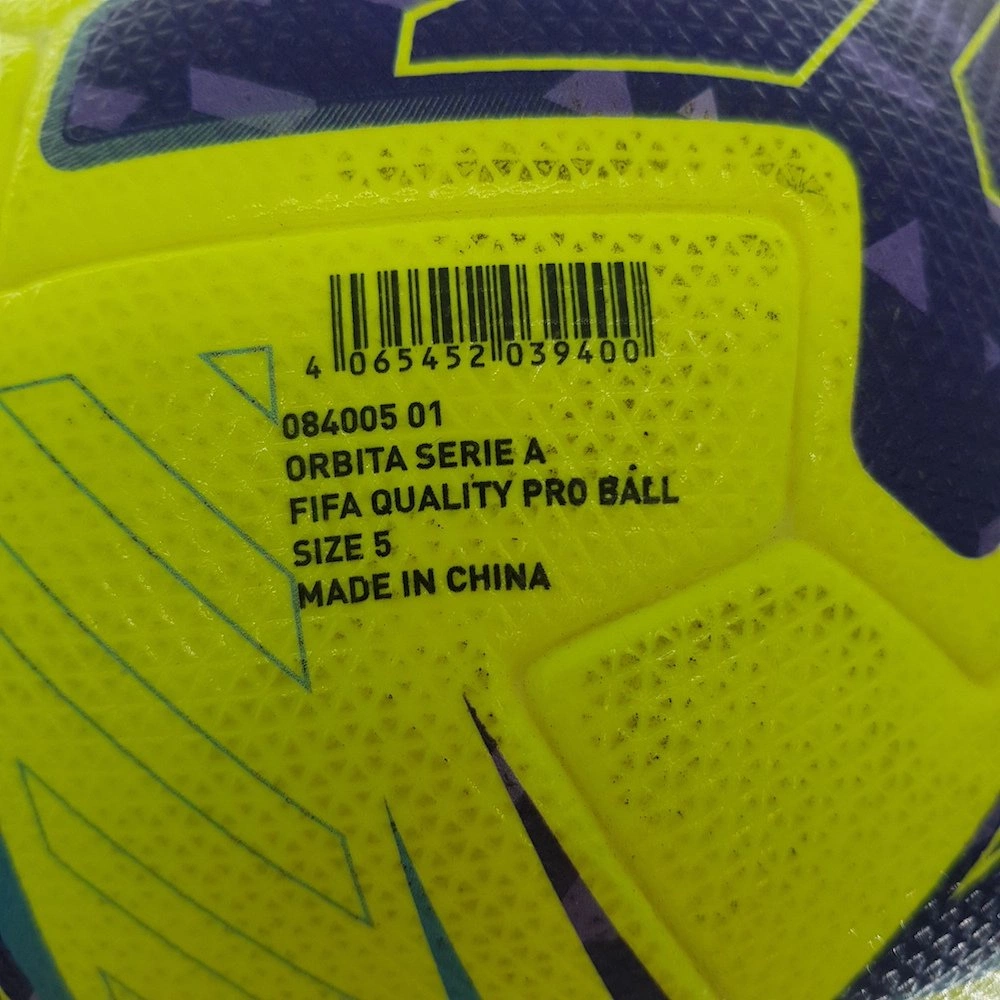 4 065452 039400
084005 01
ORBITA SERIE A
FIFA QUALITY PRO BALL
SIZE 5
MADE IN CHINA